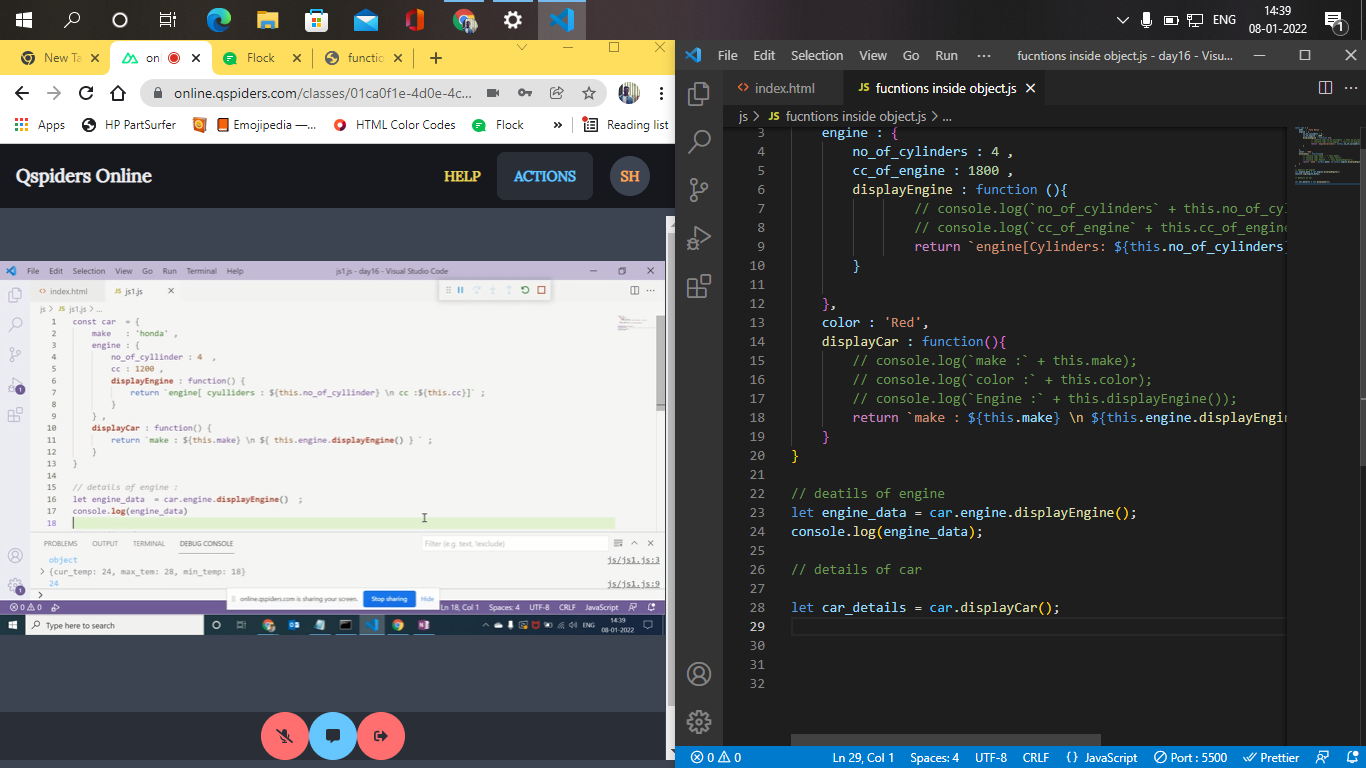 14:39
ENG
08-01-2022
1
New Ta
onl
Flock
functio
online.qspiders.com/classes/01ca0f1e-4d0e-4c...
Apps
HP PartSurfer
Emojipedia —...
HTML Color Codes
Flock
»
Reading list
Qspiders Online
HELP
ACTIONS
SH
File Edit Selection View Go Run Terminal Help
js1.js - day16 - Visual Studio Code
index.html
JS js1.js
js > JS js1.js > ...
1 const car = {
2 make : 'honda' ,
3 engine : {
4 no_of_cyllinder : 4 ,
5 cc : 1200 ,
6 displayEngine : function() {
7 return `engine[ cyulliders : ${this.no_of_cyllinder} \n cc :${this.cc}]` ;
8 }
9 } ,
10 displayCar : function() {
11 return `make : ${this.make} \n ${ this.engine.displayEngine() } ` ;
12 }
13 }
14
15 // details of engine :
16 let engine_data = car.engine.displayEngine() ;
17 console.log(engine_data)
18
PROBLEMS OUTPUT TERMINAL DEBUG CONSOLE
Filter (e.g. text, !exclude)
object
js/js1.js:3
> {cur_temp: 24, max_tem: 28, min_temp: 18}
24
js/js1.js:9
>
online.qspiders.com is sharing your screen.
Stop sharing
Hide
0 0
Ln 18, Col 1 Spaces: 4 UTF-8 CRLF JavaScript
Type here to search
ENG
14:39
08-01-2022
File Edit Selection View Go Run ···
fucntions inside object.js - day16 - Visu...
<> index.html
JS fucntions inside object.js
js > JS fucntions inside object.js > ...
3 engine : {
4 no_of_cylinders : 4 ,
5 cc_of_engine : 1800 ,
6 displayEngine : function (){
7 // console.log(`no_of_cylinders` + this.no_of_cyl
8 // console.log(`cc_of_engine` + this.cc_of_engine
9 return `engine[Cylinders: ${this.no_of_cylinders}
10 }
11
12 },
13 color : 'Red',
14 displayCar : function(){
15 // console.log(`make :` + this.make);
16 // console.log(`color :` + this.color);
17 // console.log(`Engine :` + this.displayEngine());
18 return `make : ${this.make} \n ${this.engine.displayEngin
19 }
20 }
21
22 // deatils of engine
23 let engine_data = car.engine.displayEngine();
24 console.log(engine_data);
25
26 // details of car
27
28 let car_details = car.displayCar();
29
30
31
32
0 0
Ln 29, Col 1 Spaces: 4 UTF-8 CRLF {} JavaScript Port : 5500 Prettier